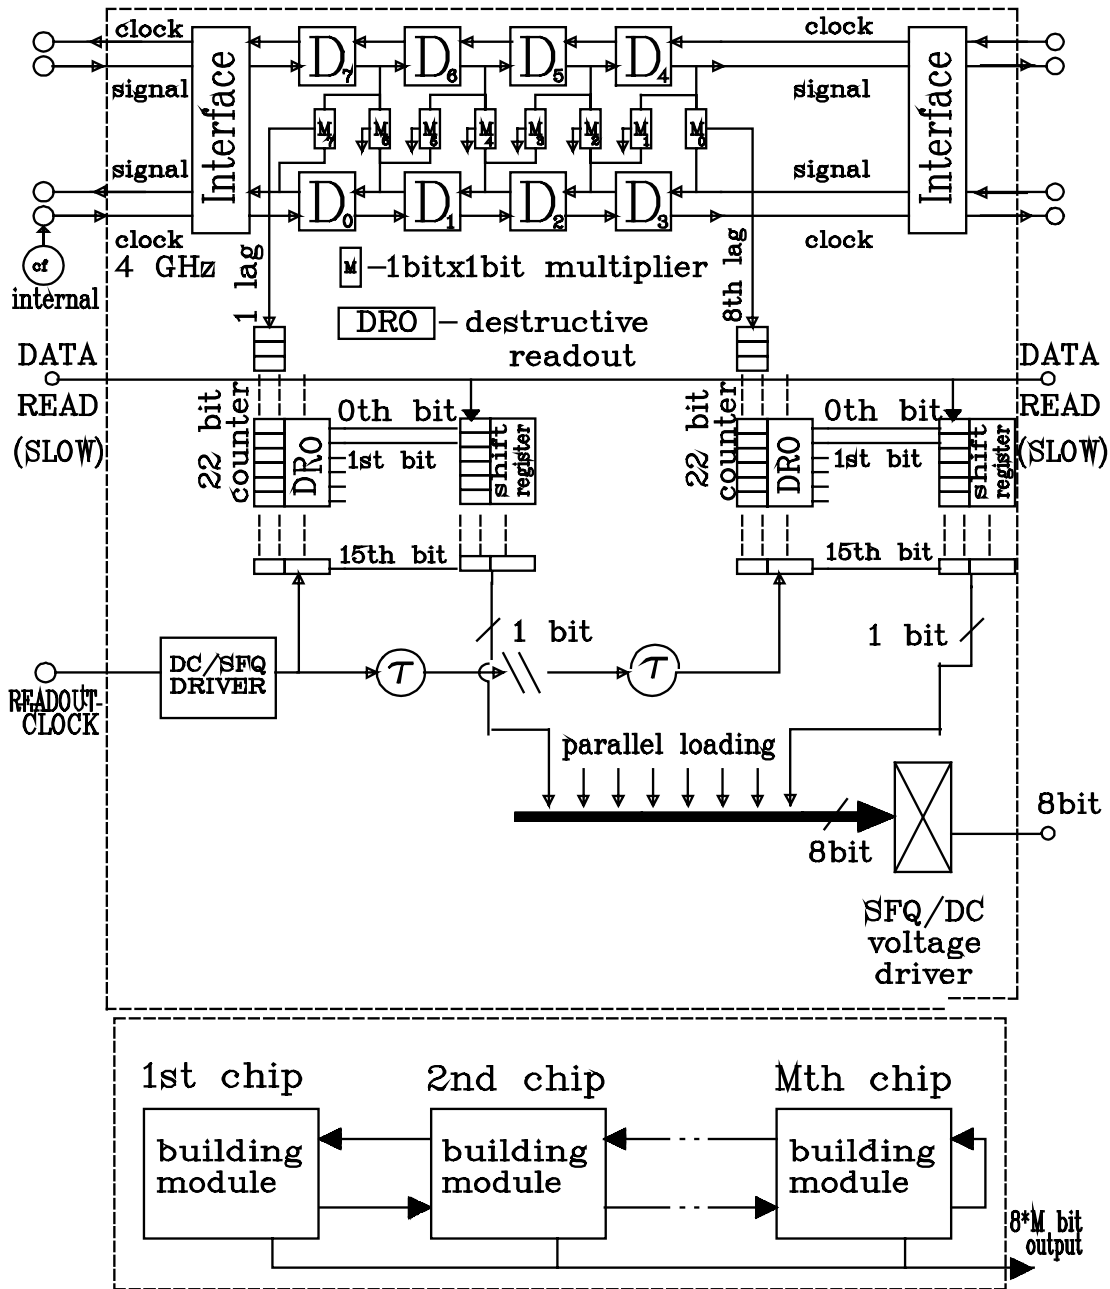 clock
clock
Interface
D7
D6
D5
D4
Interface
signal
signal
M7
M6
M5
M4
M3
M2
M1
M0
signal
signal
D0
D1
D2
D3
clock
clock
cf
internal
4 GHz
1 lag
M -1bitx1bit multiplier
8th lag
DRO - destructive
readout
DATA
READ
(SLOW)
DATA
READ
(SLOW)
22 bit
counter
DRO
0th bit
1st bit
shift
register
22 bit
counter
DRO
0th bit
1st bit
shift
register
15th bit
15th bit
1 bit
1 bit
READOUT-
CLOCK
DC/SFQ
DRIVER
τ
τ
parallel loading
8bit
8bit
SFQ/DC
voltage
driver
1st chip
2nd chip
Mth chip
building
module
building
module
building
module
8*M bit
output